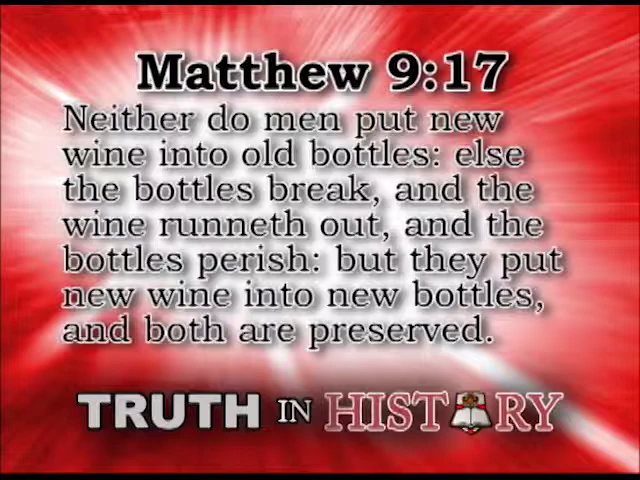 Matthew 9:17
Neither do men put new
wine into old bottles: else
the bottles break, and the
wine runneth out, and the
bottles perish: but they put
new wine into new bottles,
and both are preserved.
TRUTH IN HISTORY